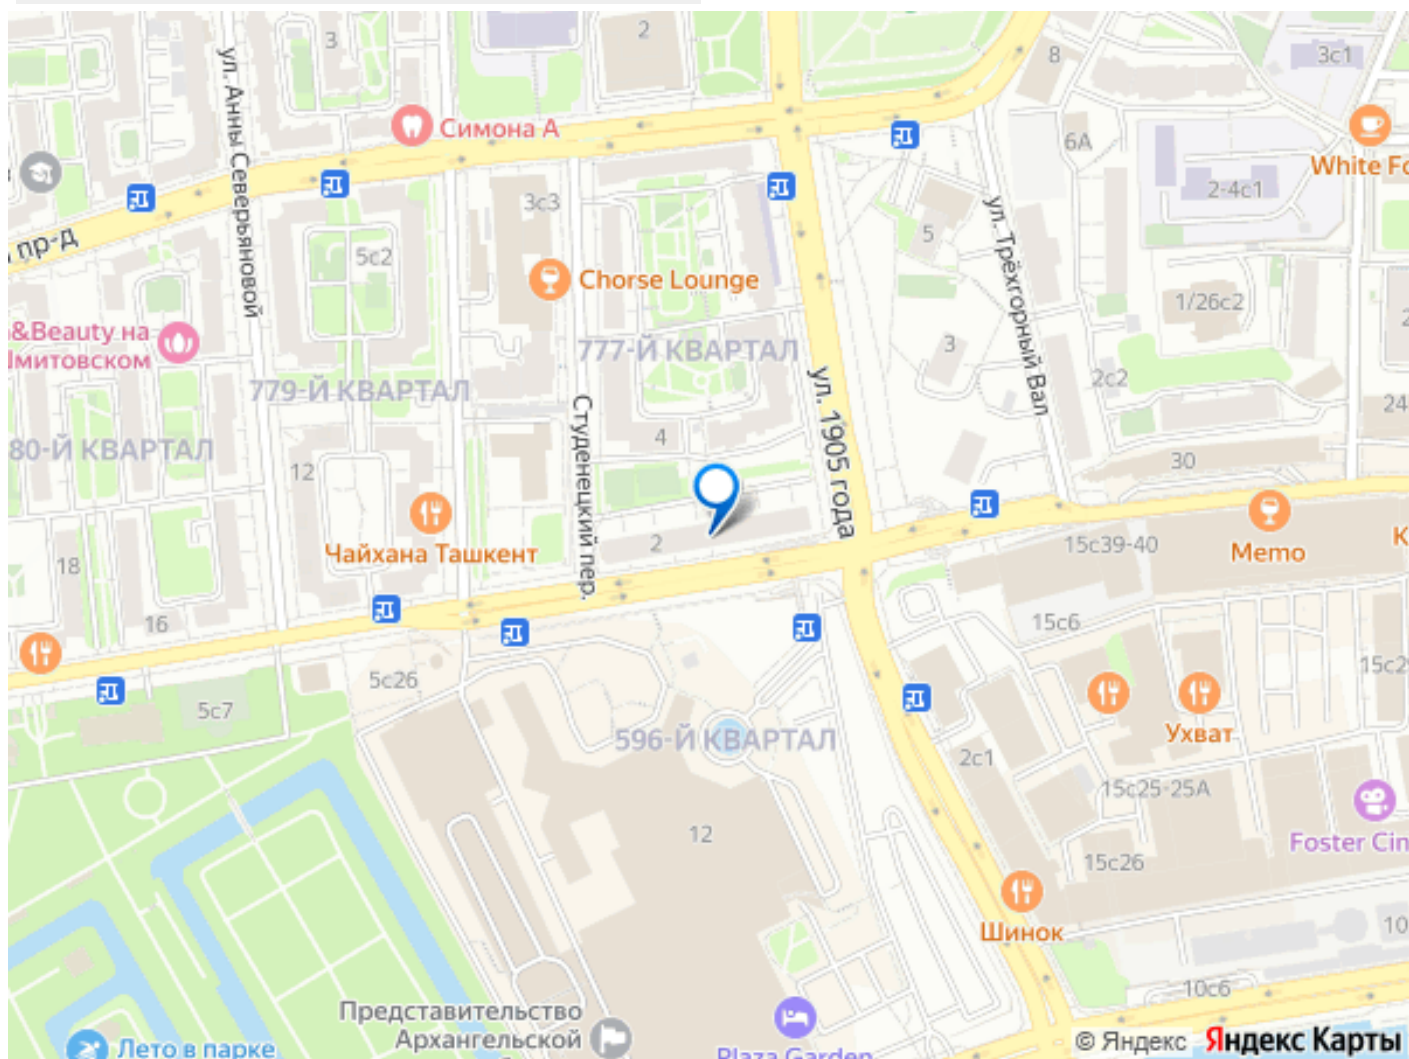 3
2
8
3с1
ул. Анны Северьяновой
Симона А
6А
White Fo
2-4с1
3с3
5
пр-д
5с2
Chorse Lounge
ул. Трёхгорный Вал
1/26с2
&Beauty на
митовском
777-Й КВАРТАЛ
3
2
779-Й КВАРТАЛ
ул. 1905 года
2с2
24
Студенецкий пер.
80-Й КВАРТАЛ
4
12
30
Чайхана Ташкент
2
15с39-40
Memo
К
18
16
15с6
5с26
15с29
5с7
596-Й КВАРТАЛ
Ухват
2с1
15с25-25А
12
Foster Cin
15с26
Шинок
10
10с6
Представительство
Архангельской
Лето в парке
Plaza Garden
© Яндекс Яндекс Карты